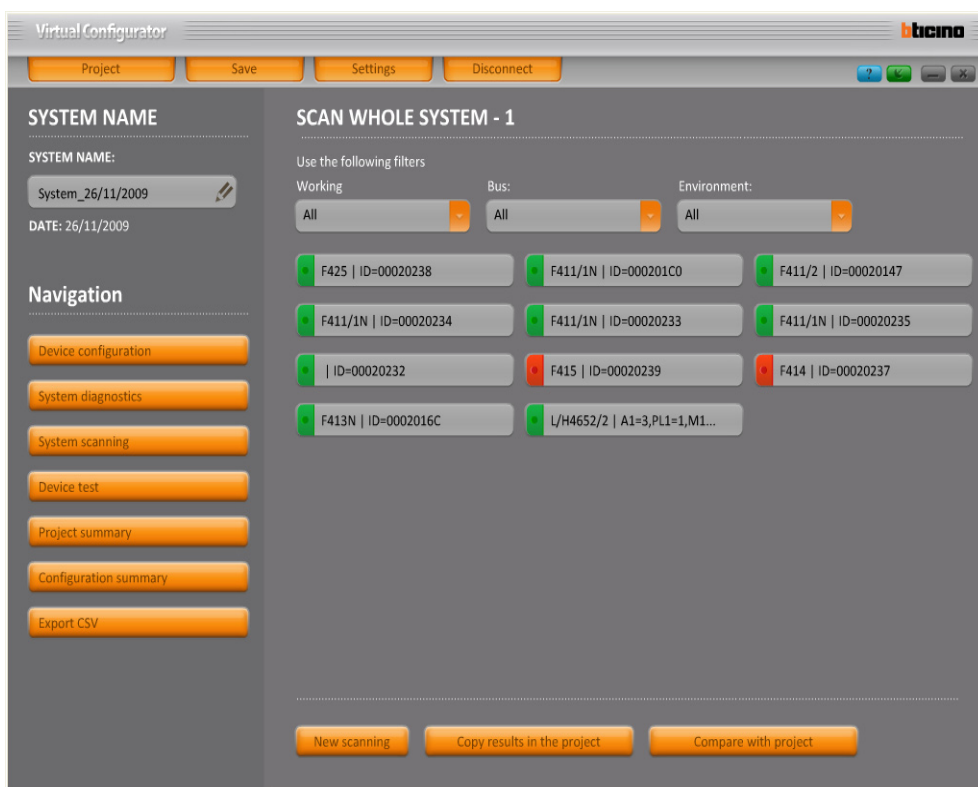 Virtual Configurator
bticino
Project
Save
Settings
Disconnect
?
SYSTEM NAME
SYSTEM NAME:
System_26/11/2009
DATE: 26/11/2009
Navigation
Device configuration
System diagnostics
System scanning
Device test
Project summary
Configuration summary
Export CSV
SCAN WHOLE SYSTEM - 1
Use the following filters
Working
Bus:
Environment:
All
All
All
F425 | ID=00020238
F411/1N | ID=000201C0
F411/2 | ID=00020147
F411/1N | ID=00020234
F411/1N | ID=00020233
F411/1N | ID=00020235
| ID=00020232
F415 | ID=00020239
F414 | ID=00020237
F413N | ID=0002016C
L/H4652/2 | A1=3,PL1=1,M1...
New scanning
Copy results in the project
Compare with project